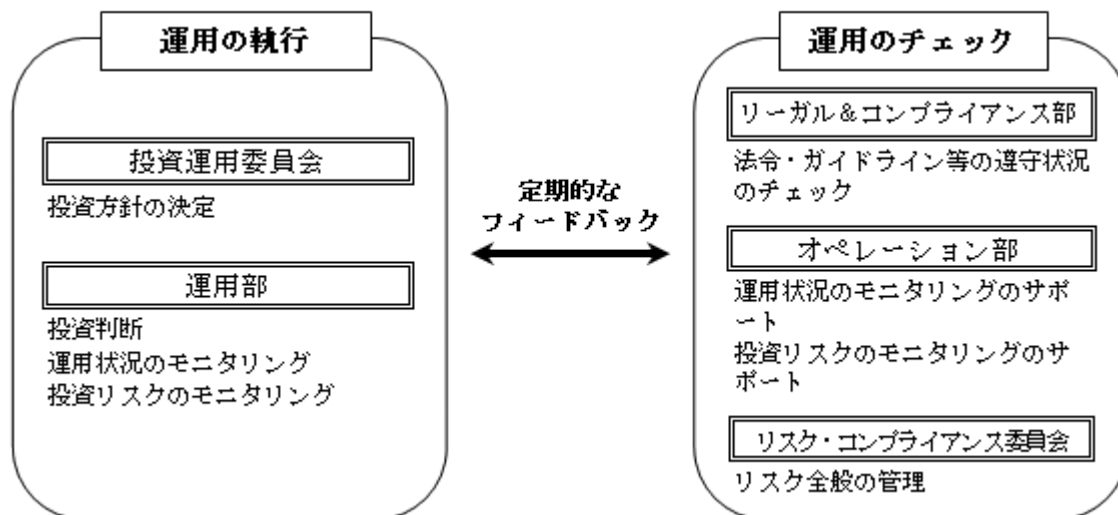 運用の執行
投資運用委員会
投資方針の決定
運用部
投資判断
運用状況のモニタリング
投資リスクのモニタリング
定期的な
フィードバック
運用のチェック
リーガル＆コンプライアンス部
法令・ガイドライン等の遵守状況
のチェック
オペレーション部
運用状況のモニタリングのサポ
ート
投資リスクのモニタリングのサ
ポート
リスク・コンプライアンス委員会
リスク全般の管理